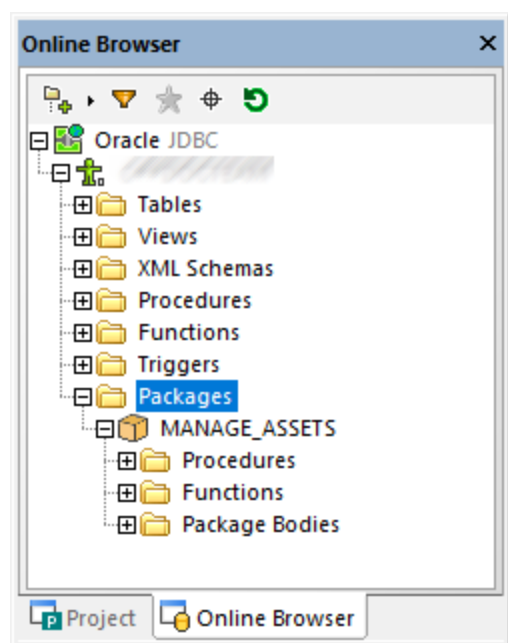 Online Browser
Oracle JDBC
Tables
Views
XML Schemas
Procedures
Functions
Triggers
Packages
MANAGE_ASSETS
Procedures
Functions
Package Bodies
Project Online Browser